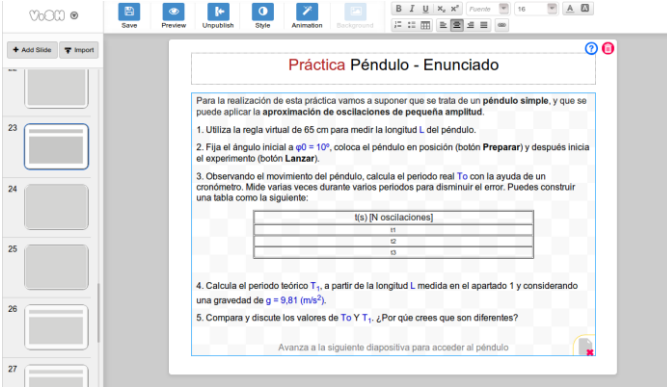 ViSH
Save
Preview
Unpublish
Style
Animation
Background
B I U x₂ x² Fuente 16 A A
+ Add Slide
Import
22
23
24
25
26
27
?
Práctica Péndulo - Enunciado
Para la realización de esta práctica vamos a suponer que se trata de un péndulo simple, y que se
puede aplicar la aproximación de oscilaciones de pequeña amplitud.
1. Utiliza la regla virtual de 65 cm para medir la longitud L del péndulo.
2. Fija el ángulo inicial a φ0 = 10º, coloca el péndulo en posición (botón Preparar) y después inicia
el experimento (botón Lanzar).
3. Observando el movimiento del péndulo, calcula el periodo real To con la ayuda de un
cronómetro. Mide varias veces durante varios periodos para disminuir el error. Puedes construir
una tabla como la siguiente:
t(s) [N oscilaciones]
t1
t2
t3
4. Calcula el periodo teórico T₁, a partir de la longitud L medida en el apartado 1 y considerando
una gravedad de g = 9,81 (m/s²).
5. Compara y discute los valores de To Y T₁. ¿Por qúe crees que son diferentes?
Avanza a la siguiente diapositiva para acceder al péndulo